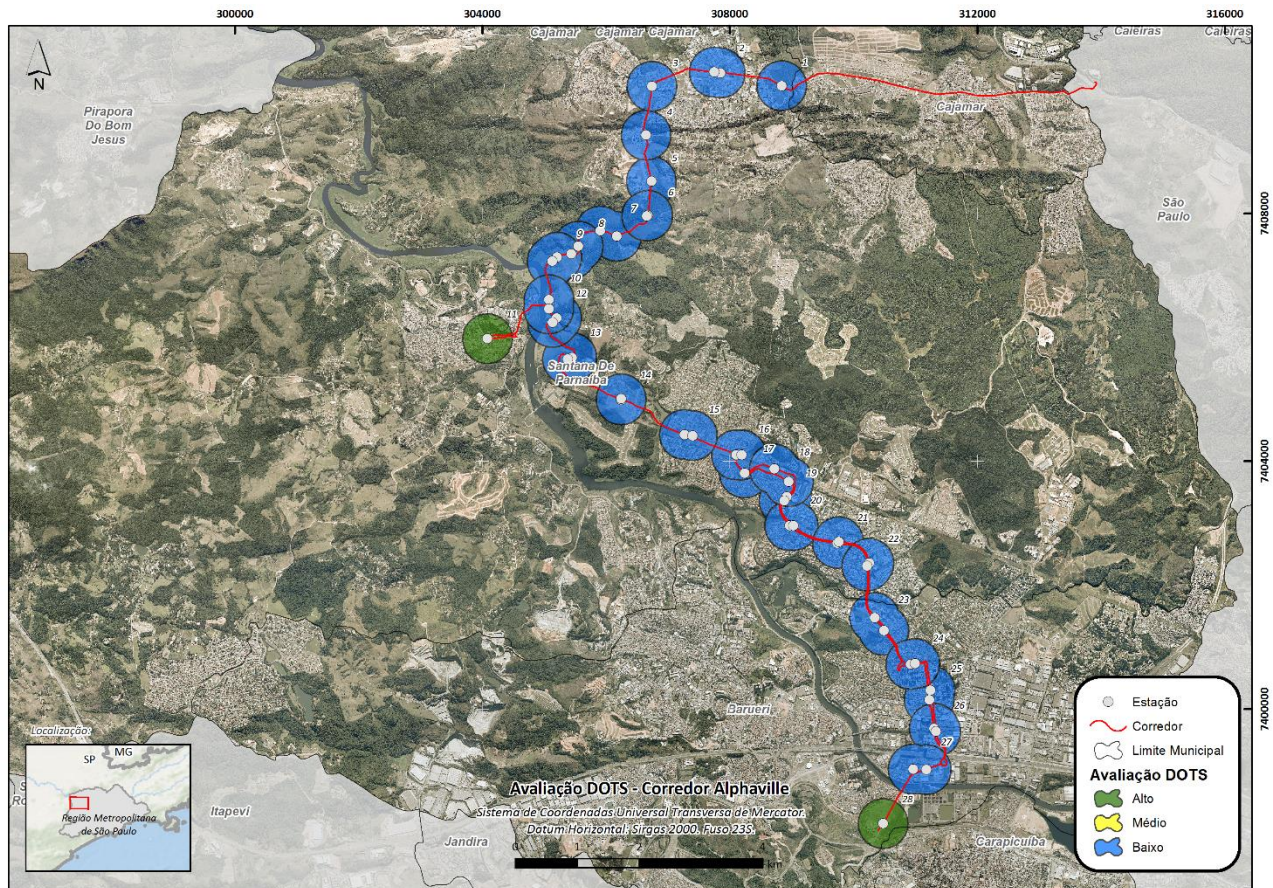 300000
304000
308000
312000
316000
Cajamar
Cajamar
Cajamar
Caieiras
Caieiras
N
Pirapora
Do Bom
Jesus
3
2
1
Cajamar
4
5
6
São
Paulo
7408000
7
8
9
10
12
11
13
Santana De
Parnaíba
14
15
16
17
18
19
7404000
20
21
22
23
24
25
26
Barueri
7400000
27
28
Localização:
SP
MG
Região Metropolitana
de São Paulo
Itapevi
Jandira
Carapicuíba
Avaliação DOTS - Corredor Alphaville
Sistema de Coordenadas Universal Transversa de Mercator.
Datum Horizontal: Sirgas 2000. Fuso 23S.
0
1
2
4
km
Estação
Corredor
Limite Municipal
Avaliação DOTS
Alto
Médio
Baixo